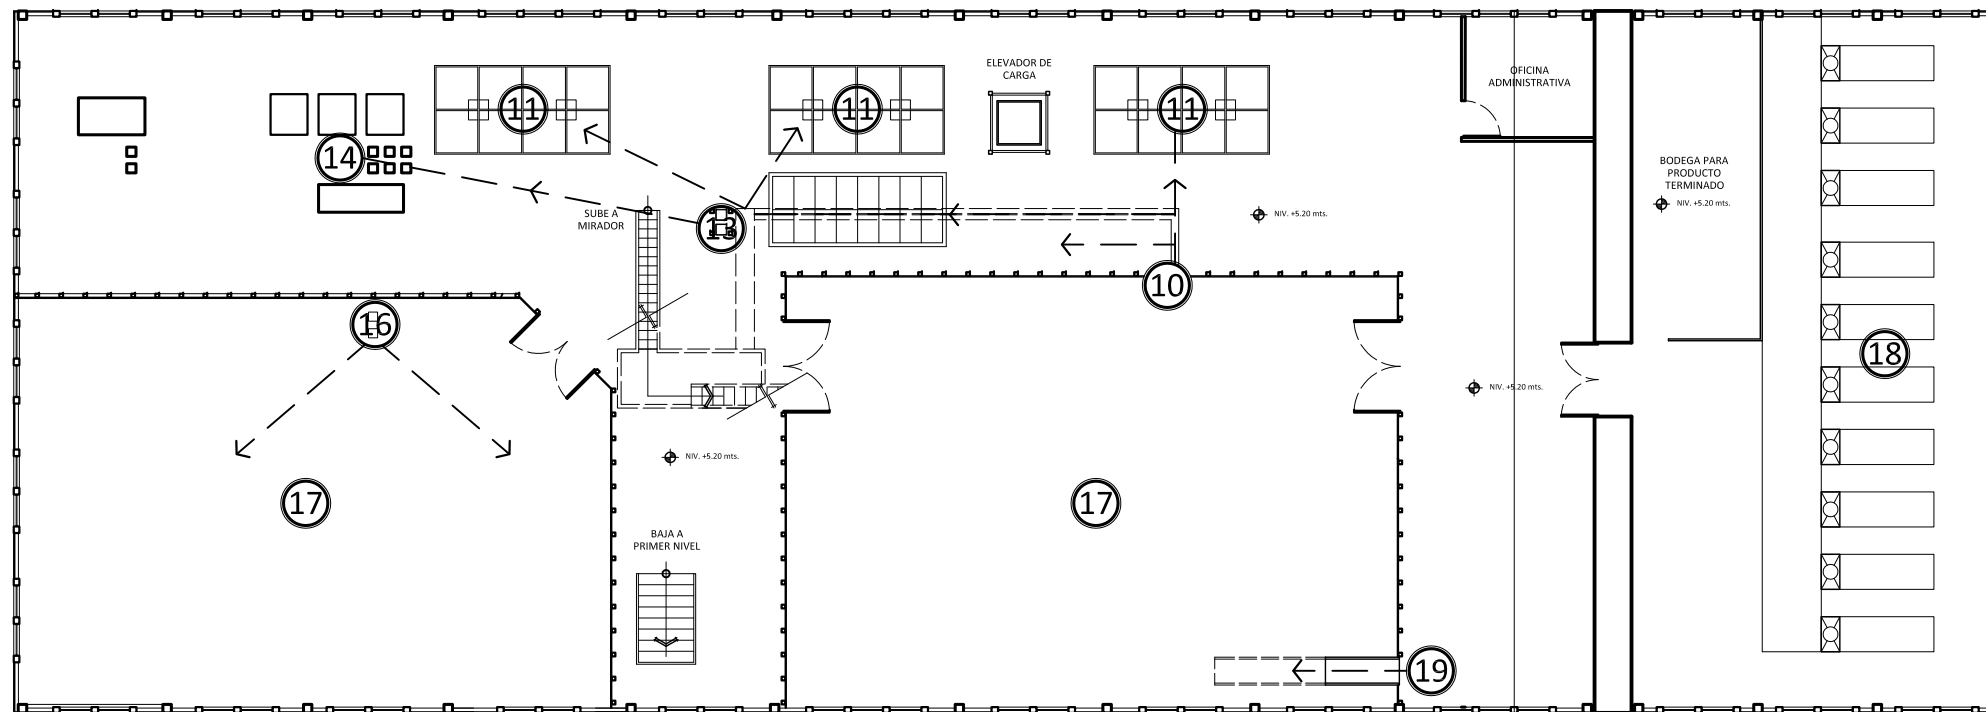 ELEVADOR DE
CARGA
OFICINA
ADMINISTRATIVA
11
11
11
14
BODEGA PARA
PRODUCTO
TERMINADO
NIV. +5.20 mts.
SUBE A
MIRADOR
13
NIV. +5.20 mts.
10
16
18
NIV. +5.20 mts.
NIV. +5.20 mts.
17
17
BAJA A
PRIMER NIVEL
19